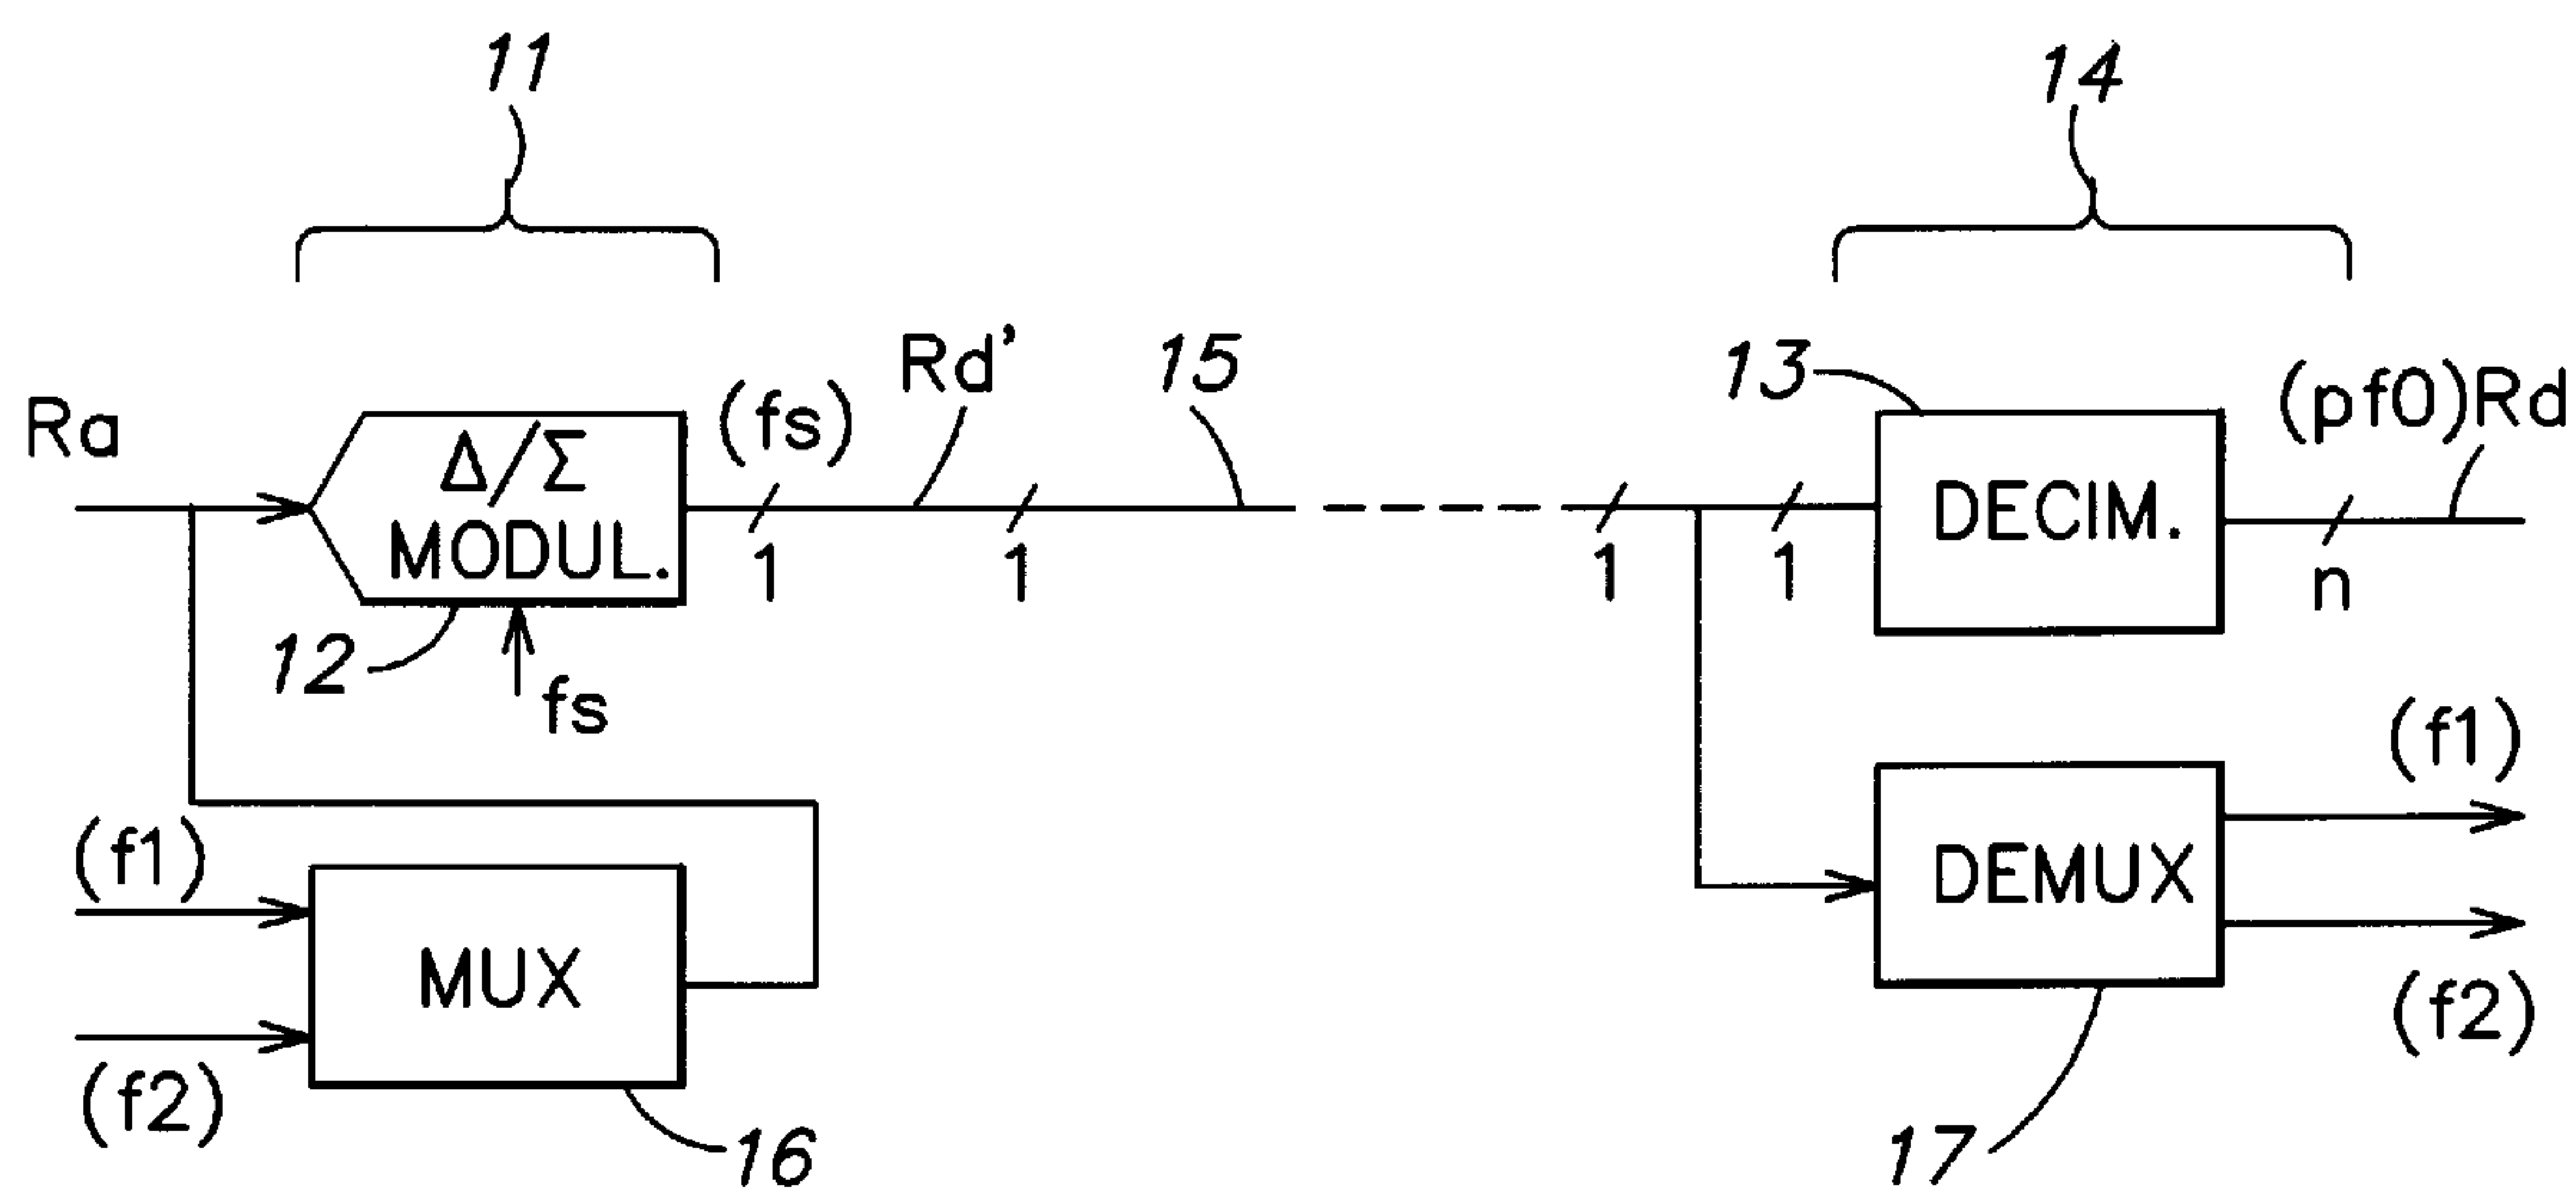 11
14
Ra
Δ/Σ
MODUL.
(fs)
Rd'
15
13
DECIM.
(pf0)Rd
1
1
1
1
n
12
fs
(f1)
MUX
(f2)
16
DEMUX
(f1)
(f2)
17